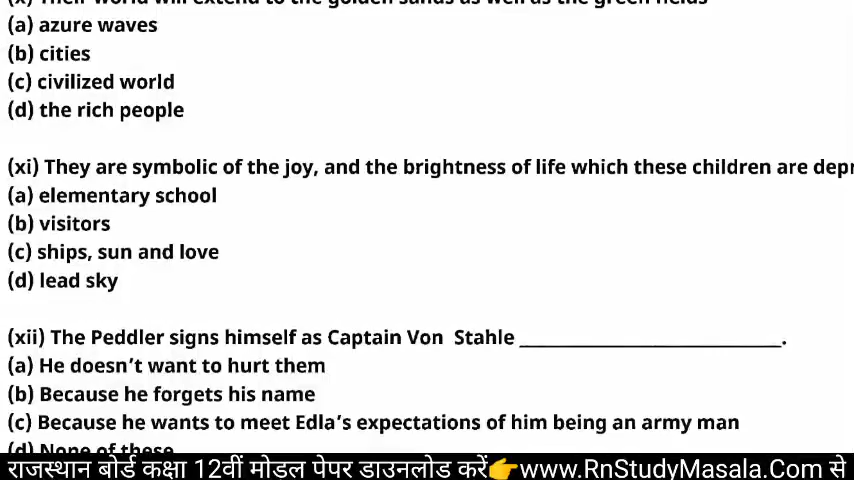 (x) Their world will extend to the golden sands as well as the green fields
(a) azure waves
(b) cities
(c) civilized world
(d) the rich people
(xi) They are symbolic of the joy, and the brightness of life which these children are depr
(a) elementary school
(b) visitors
(c) ships, sun and love
(d) lead sky
(xii) The Peddler signs himself as Captain Von Stahle ____________________________.
(a) He doesn’t want to hurt them
(b) Because he forgets his name
(c) Because he wants to meet Edla’s expectations of him being an army man
(d) None of these
राजस्थान बोर्ड कक्षा 12वीं मोडल पेपर डाउनलोड करें👉www.RnStudyMasala.Com से